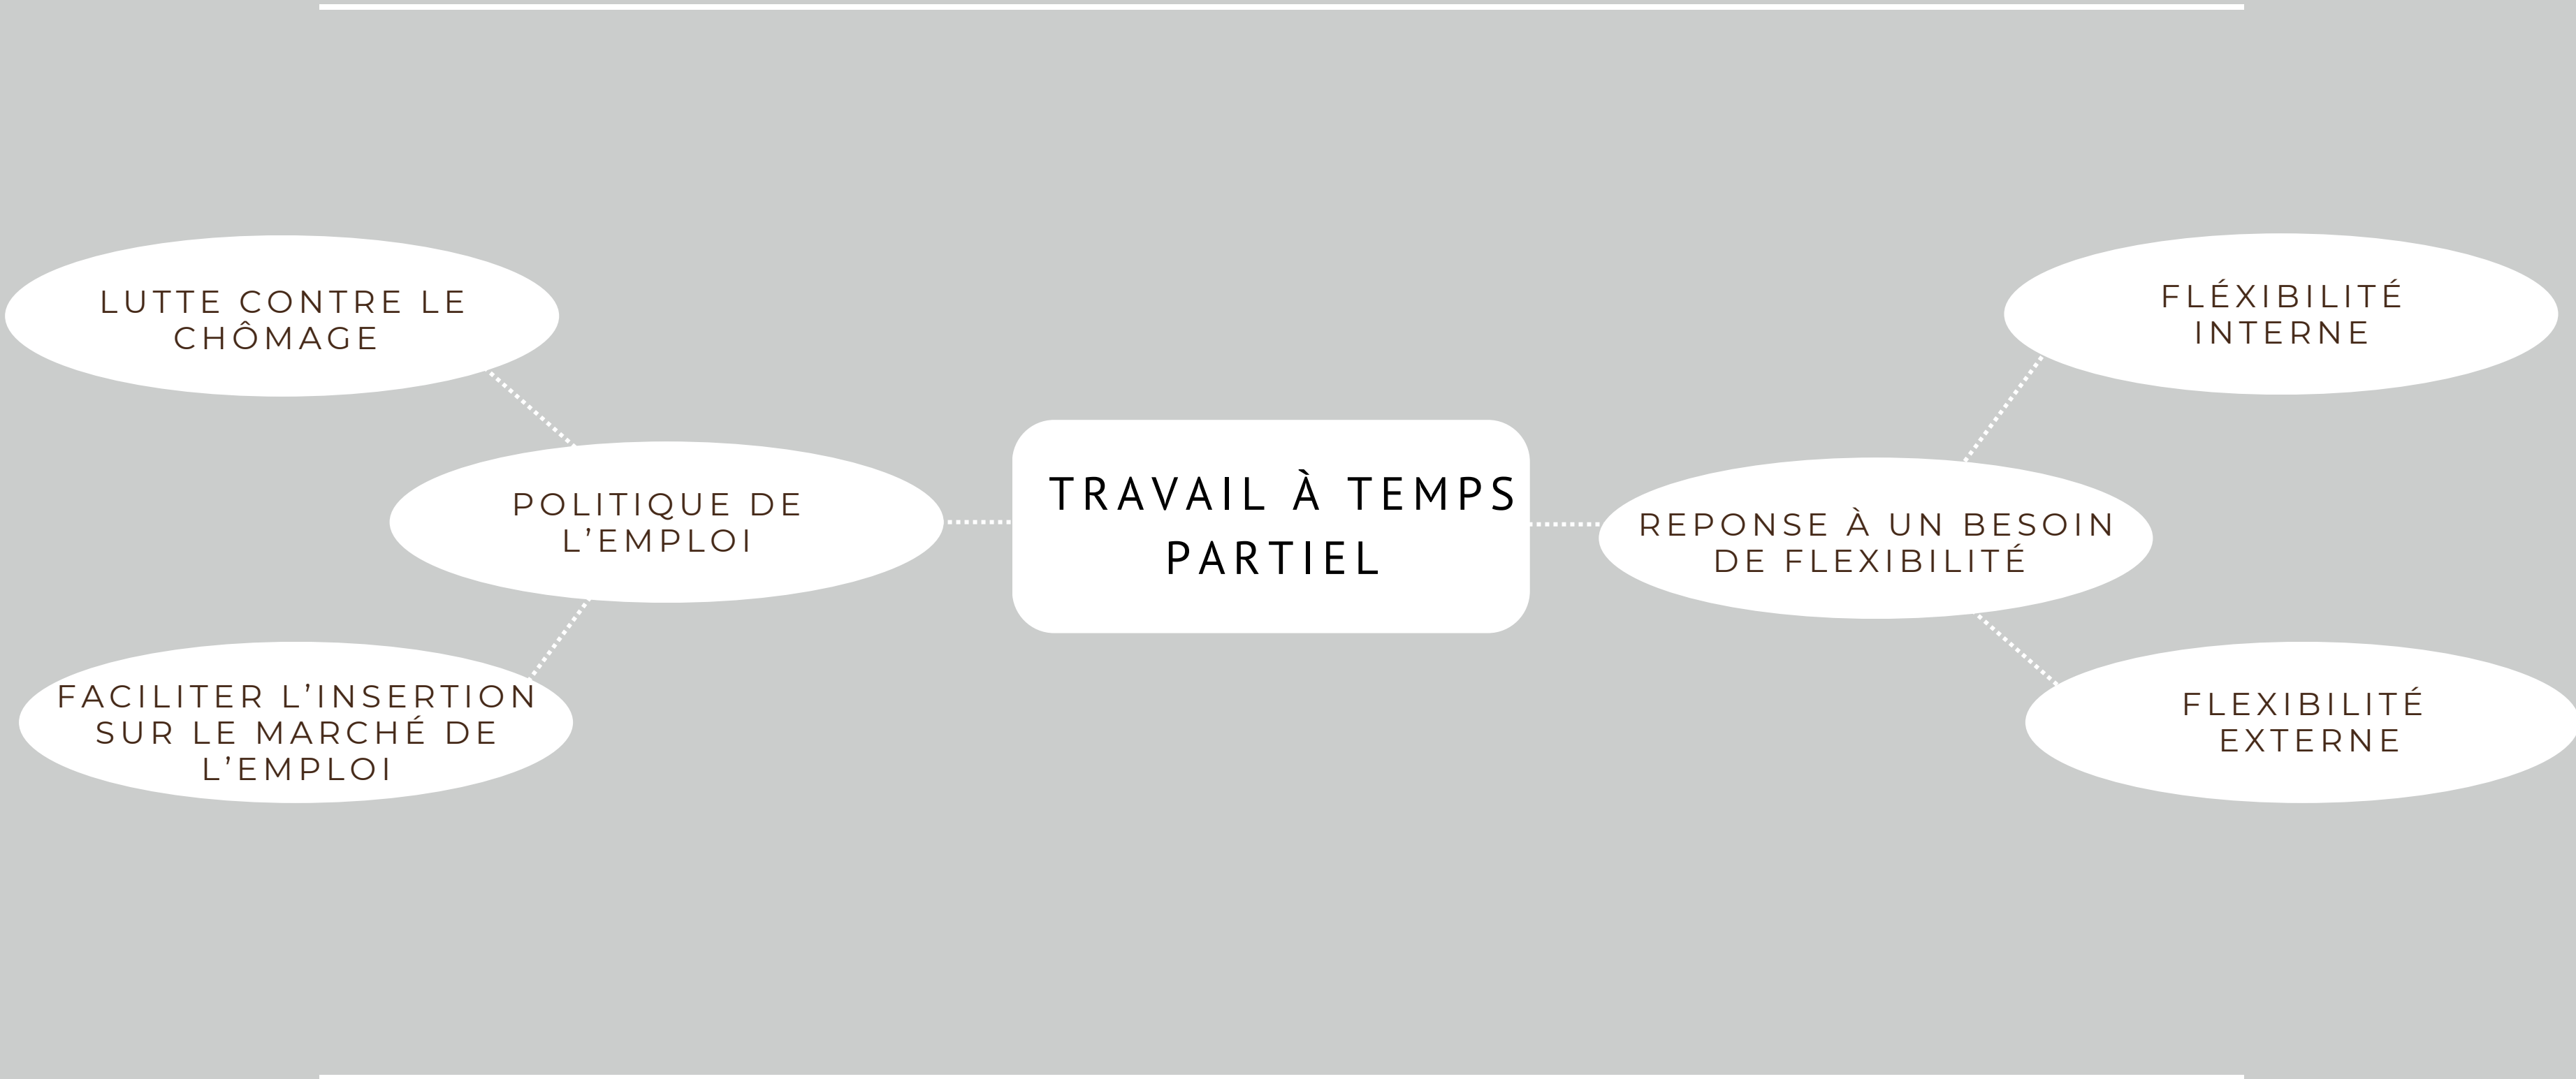 LUTTE CONTRE LE
CHÔMAGE
POLITIQUE DE
L’EMPLOI
FACILITER L’INSERTION
SUR LE MARCHÉ DE
L’EMPLOI
TRAVAIL À TEMPS
PARTIEL
FLÉXIBILITÉ
INTERNE
REPONSE À UN BESOIN
DE FLEXIBILITÉ
FLEXIBILITÉ
EXTERNE